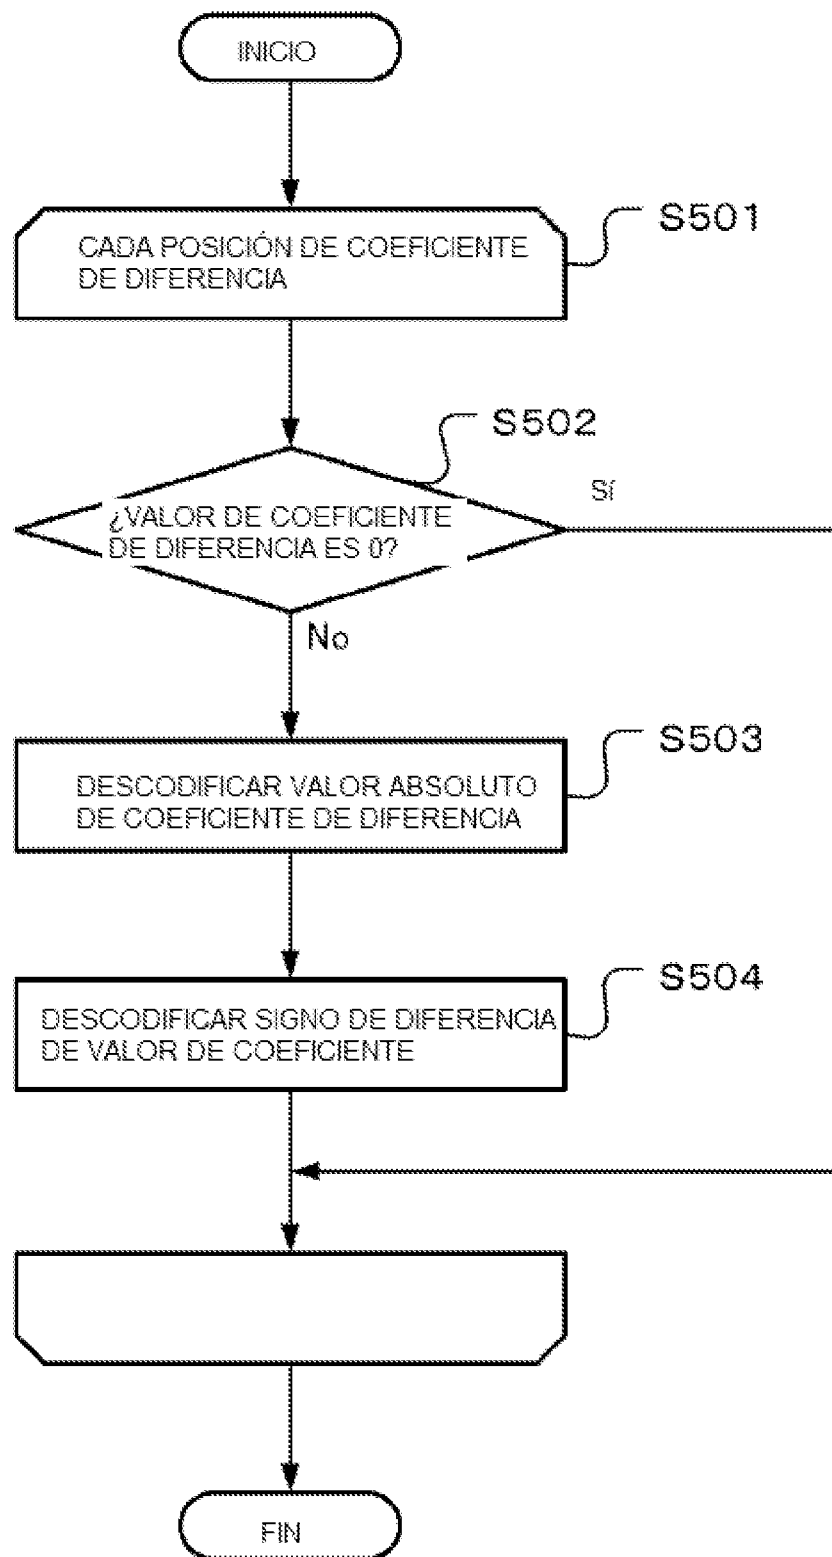 INICIO
CADA POSICIÓN DE COEFICIENTE
DE DIFERENCIA
S501
S502
¿VALOR DE COEFICIENTE
DE DIFERENCIA ES 0?
Sí
No
DESCODIFICAR VALOR ABSOLUTO
DE COEFICIENTE DE DIFERENCIA
S503
DESCODIFICAR SIGNO DE DIFERENCIA
DE VALOR DE COEFICIENTE
S504
FIN